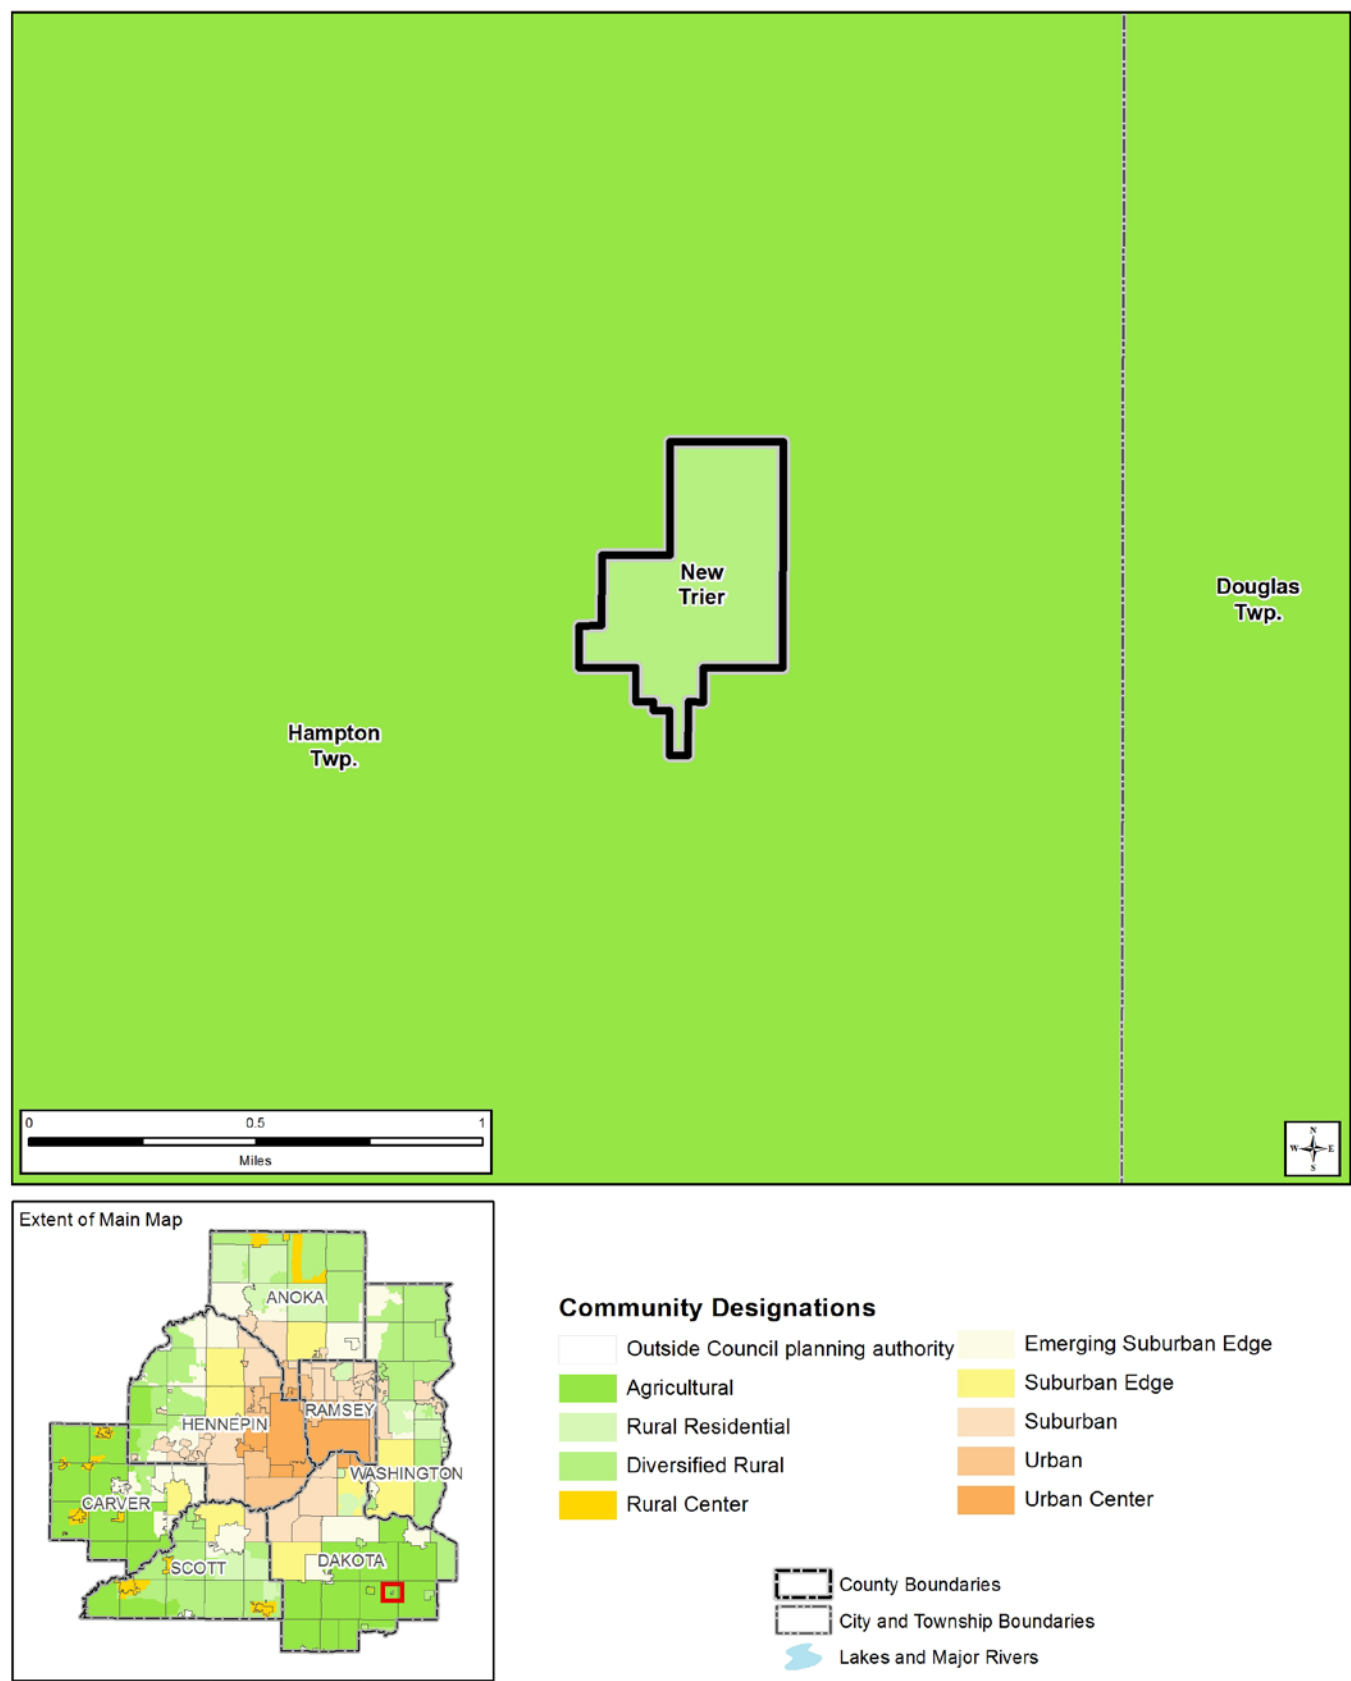 New
Trier
Douglas
Twp.
Hampton
Twp.
0 0.5 1
Miles
N
W E
S
Extent of Main Map
ANOKA
HENNEPIN
RAMSEY
WASHINGTON
CARVER
SCOTT
DAKOTA
Community Designations
Outside Council planning authority
Agricultural
Rural Residential
Diversified Rural
Rural Center
Emerging Suburban Edge
Suburban Edge
Suburban
Urban
Urban Center
County Boundaries
City and Township Boundaries
Lakes and Major Rivers